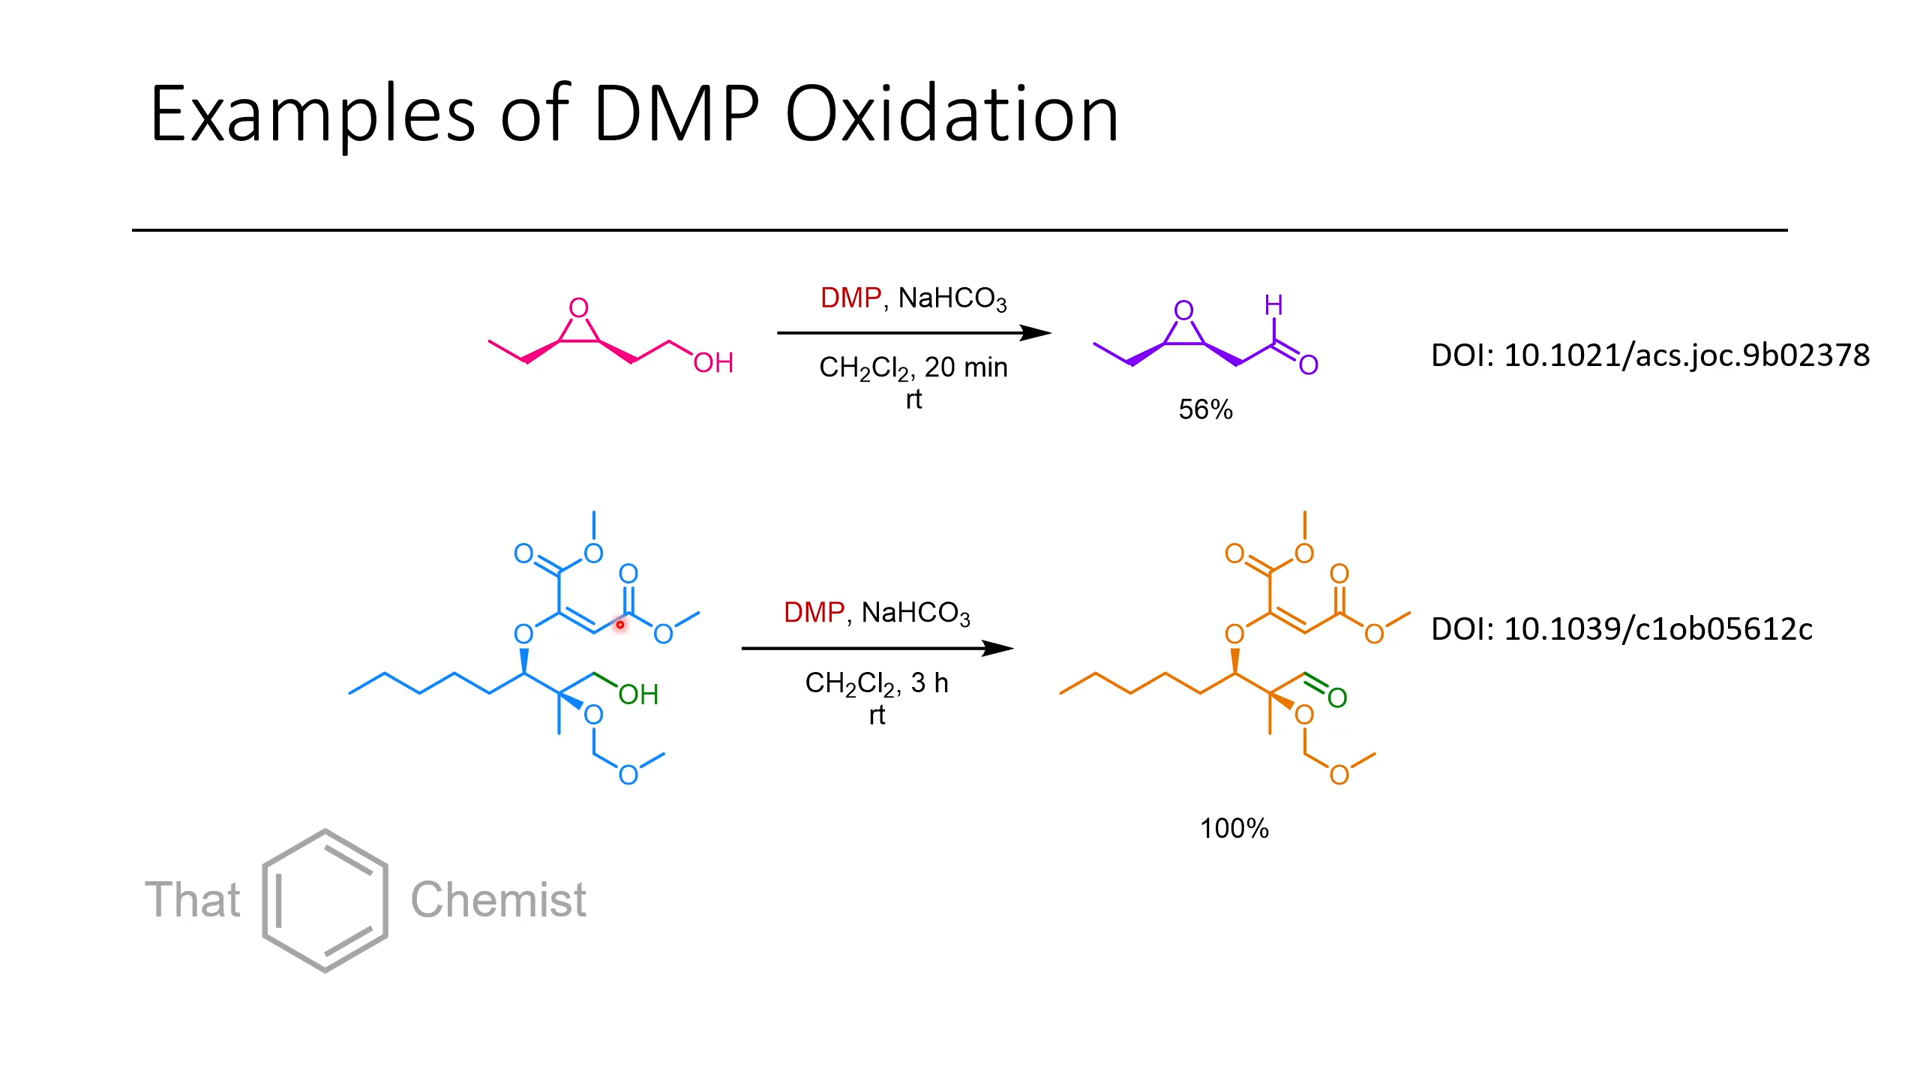 Examples of DMP Oxidation
O
OH
DMP, NaHCO₃
CH₂Cl₂, 20 min
rt
O
H
O
56%
DOI: 10.1021/acs.joc.9b02378
O
O
O
O
O
OH
O
O
DMP, NaHCO₃
CH₂Cl₂, 3 h
rt
O
O
O
O
O
O
O
O
100%
DOI: 10.1039/c1ob05612c
That Chemist